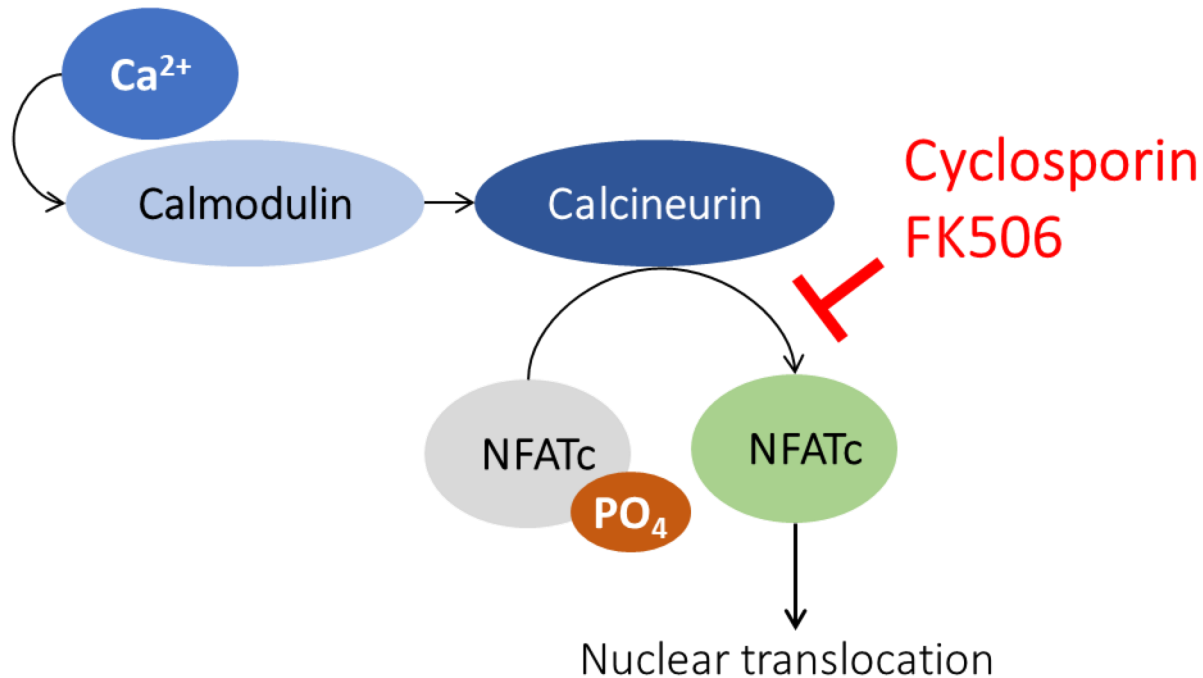 Ca²⁺
Calmodulin
Calcineurin
Cyclosporin
FK506
NFATc
PO₄
NFATc
Nuclear translocation